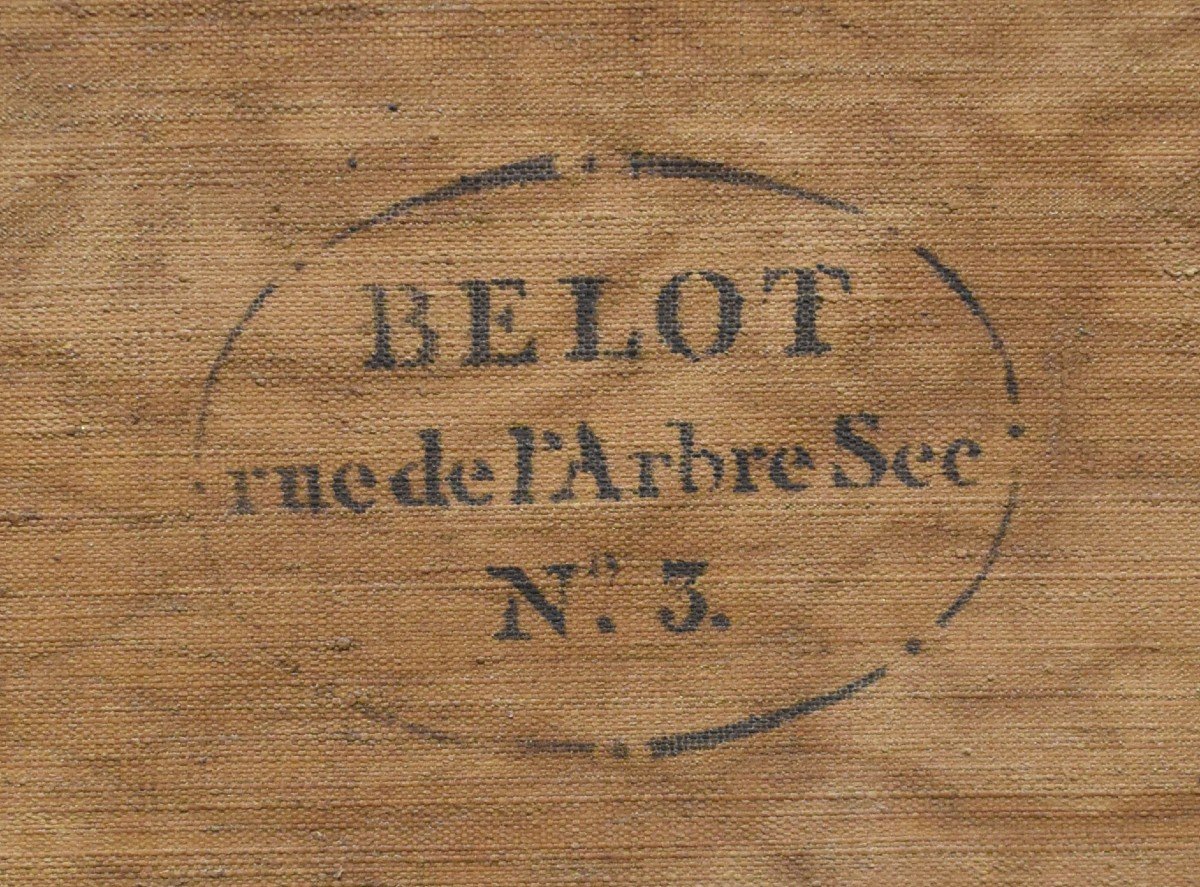 BELOT
rue de l'Arbre Sec
N.º 3.